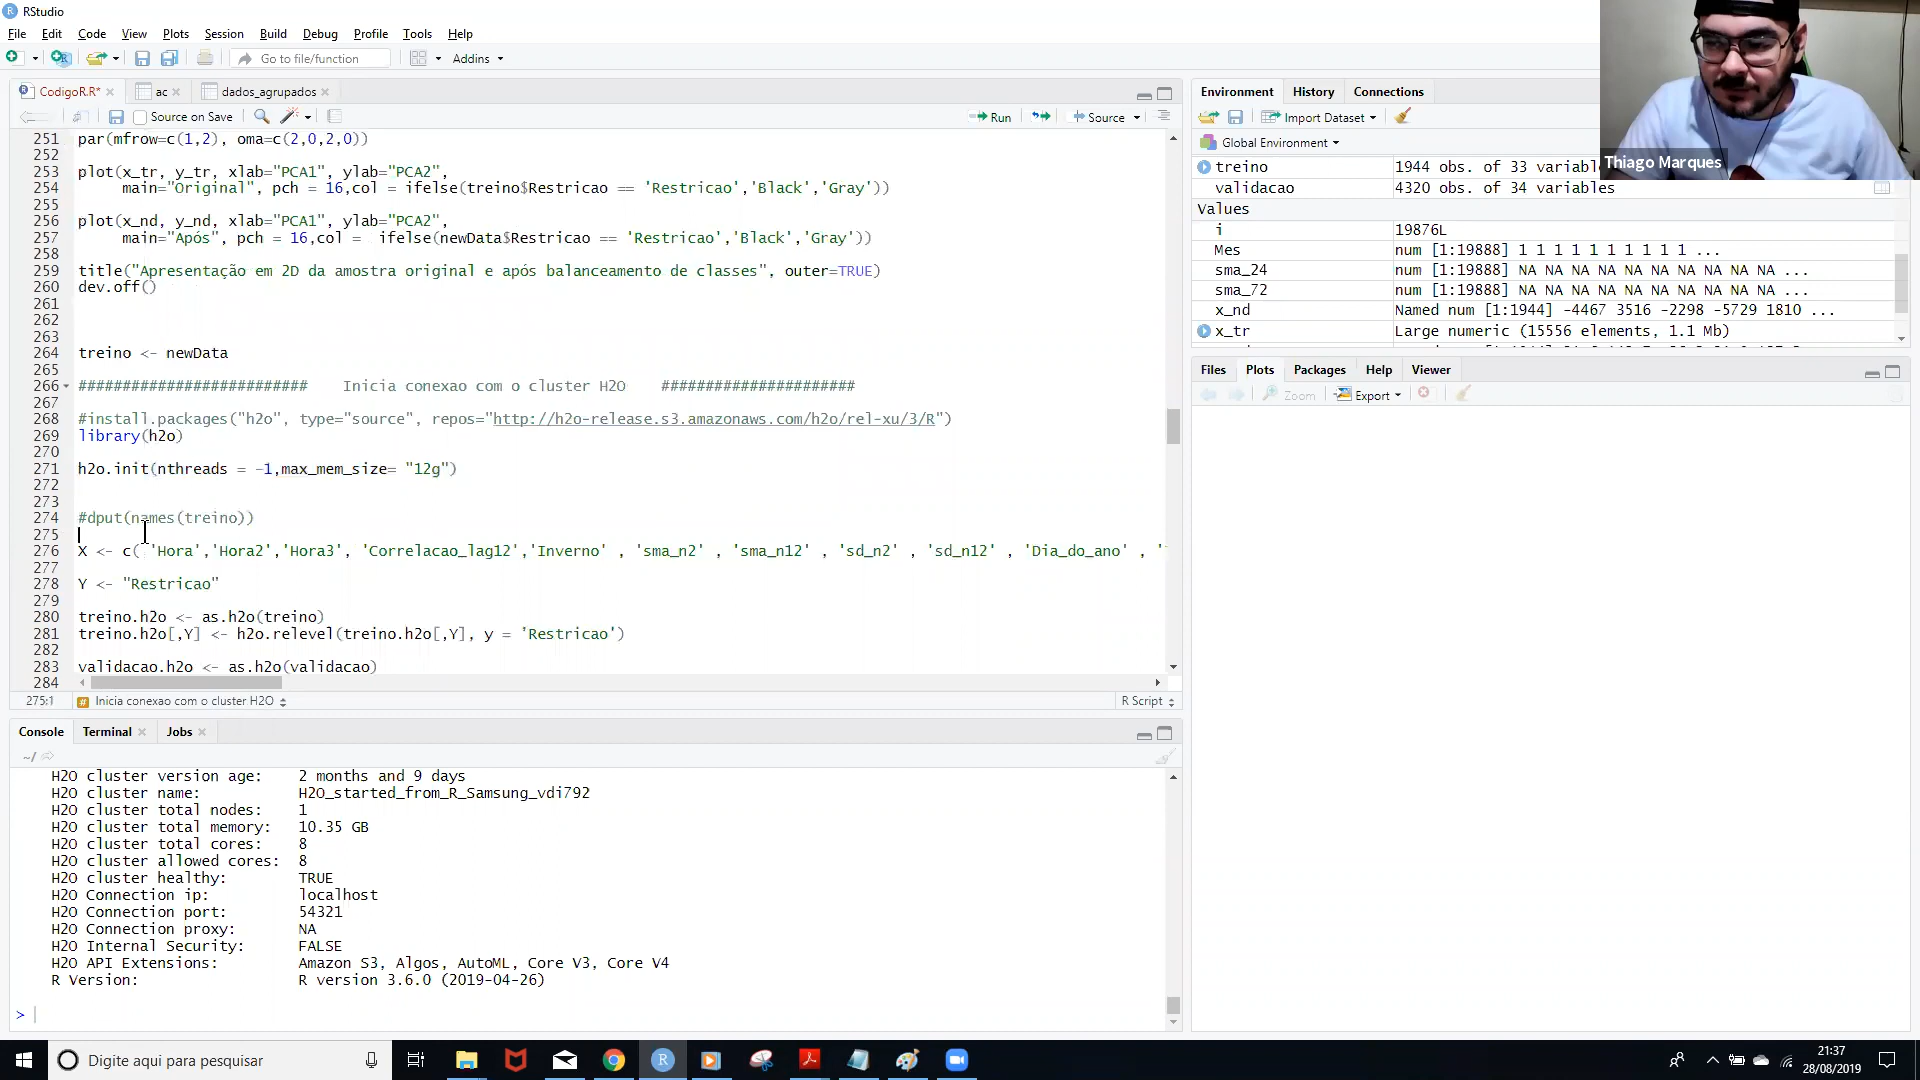 RStudio
File Edit Code View Plots Session Build Debug Profile Tools Help
Go to file/function
Addins
CodigoR.R*
ac
dados_agrupados
Source on Save
Run
Source
251 par(mfrow=c(1,2), oma=c(2,0,2,0))
252
253 plot(x_tr, y_tr, xlab="PCA1", ylab="PCA2",
254 main="Original", pch = 16,col = ifelse(treino$Restricao == 'Restricao','Black','Gray'))
255
256 plot(x_nd, y_nd, xlab="PCA1", ylab="PCA2",
257 main="Após", pch = 16,col = ifelse(newData$Restricao == 'Restricao','Black','Gray'))
258
259 title("Apresentação em 2D da amostra original e após balanceamento de classes", outer=TRUE)
260 dev.off()
261
262
263
264 treino <- newData
265
266 ########################## Inicia conexao com o cluster H2O ######################
267
268 #install.packages("h2o", type="source", repos="http://h2o-release.s3.amazonaws.com/h2o/rel-xu/3/R")
269 library(h2o)
270
271 h2o.init(nthreads = -1,max_mem_size= "12g")
272
273
274 #dput(names(treino))
275
276 X <- c( 'Hora','Hora2','Hora3', 'Correlacao_lag12','Inverno' , 'sma_n2' , 'sma_n12' , 'sd_n2' , 'sd_n12' , 'Dia_do_ano' , '
277
278 Y <- "Restricao"
279
280 treino.h2o <- as.h2o(treino)
281 treino.h2o[,Y] <- h2o.relevel(treino.h2o[,Y], y = 'Restricao')
282
283 validacao.h2o <- as.h2o(validacao)
284
275:1 Inicia conexao com o cluster H2O R Script
Console Terminal Jobs
~/
H2O cluster version age: 2 months and 9 days
H2O cluster name: H2O_started_from_R_Samsung_vdi792
H2O cluster total nodes: 1
H2O cluster total memory: 10.35 GB
H2O cluster total cores: 8
H2O cluster allowed cores: 8
H2O cluster healthy: TRUE
H2O Connection ip: localhost
H2O Connection port: 54321
H2O Connection proxy: NA
H2O Internal Security: FALSE
H2O API Extensions: Amazon S3, Algos, AutoML, Core V3, Core V4
R Version: R version 3.6.0 (2019-04-26)
>
Environment History Connections
Import Dataset
Global Environment
treino 1944 obs. of 33 variables
validacao 4320 obs. of 34 variables
Values
i 19876L
Mes num [1:19888] 1 1 1 1 1 1 1 1 1 1 ...
sma_24 num [1:19888] NA NA NA NA NA NA NA NA NA NA ...
sma_72 num [1:19888] NA NA NA NA NA NA NA NA NA NA ...
x_nd Named num [1:1944] -4467 3516 -2298 -5729 1810 ...
x_tr Large numeric (15556 elements, 1.1 Mb)
Files Plots Packages Help Viewer
Zoom Export
Thiago Marques
Digite aqui para pesquisar
21:37
28/08/2019